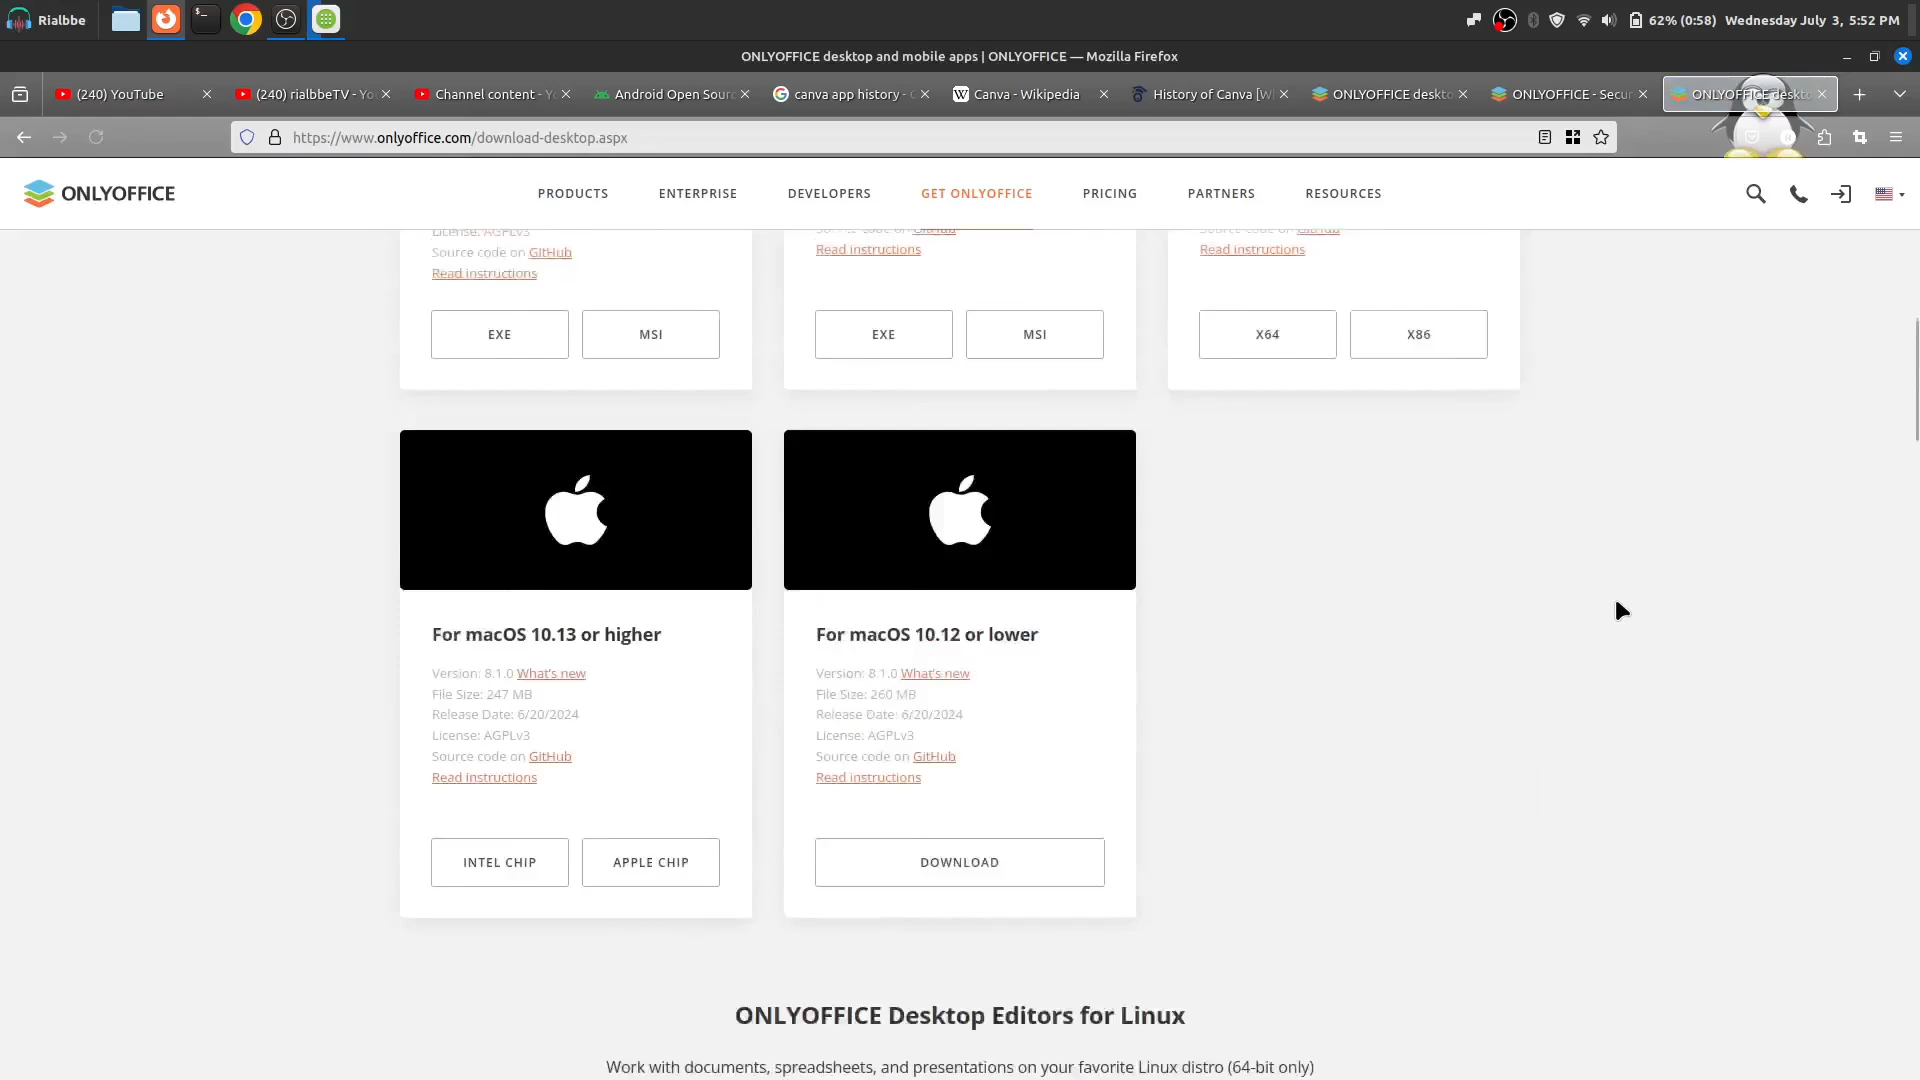 Rialbbe
62% (0:58) Wednesday July 3, 5:52 PM
ONLYOFFICE desktop and mobile apps | ONLYOFFICE — Mozilla Firefox
(240) YouTube
(240) rialbbeTV - Yo
Channel content - Y
Android Open Sourc
canva app history -
Canva - Wikipedia
History of Canva [W
ONLYOFFICE deskto
ONLYOFFICE - Secur
ONLYOFFICE deskto
https://www.onlyoffice.com/download-desktop.aspx
ONLYOFFICE
PRODUCTS ENTERPRISE DEVELOPERS GET ONLYOFFICE PRICING PARTNERS RESOURCES
License: AGPLv3
Source code on GitHub
Read instructions
EXE MSI
Source code on GitHub
Read instructions
EXE MSI
Source code on GitHub
Read instructions
X64 X86
For macOS 10.13 or higher
Version: 8.1.0 What's new
File Size: 247 MB
Release Date: 6/20/2024
License: AGPLv3
Source code on GitHub
Read instructions
INTEL CHIP APPLE CHIP
For macOS 10.12 or lower
Version: 8.1.0 What's new
File Size: 260 MB
Release Date: 6/20/2024
License: AGPLv3
Source code on GitHub
Read instructions
DOWNLOAD
ONLYOFFICE Desktop Editors for Linux
Work with documents, spreadsheets, and presentations on your favorite Linux distro (64-bit only)